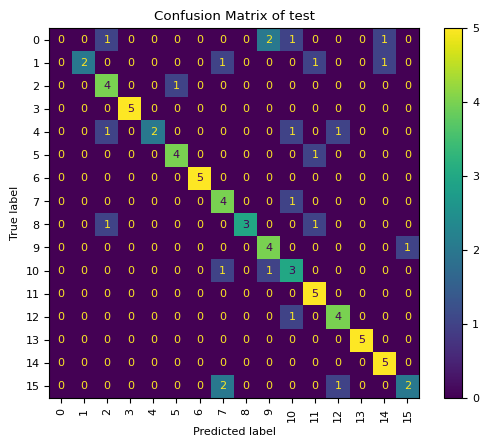 Confusion Matrix of test
True label
0 0 0 1 0 0 0 0 0 0 2 1 0 0 0 1 0
1 0 2 0 0 0 0 0 1 0 0 0 1 0 0 1 0
2 0 0 4 0 0 1 0 0 0 0 0 0 0 0 0 0
3 0 0 0 5 0 0 0 0 0 0 0 0 0 0 0 0
4 0 0 1 0 2 0 0 0 0 0 1 0 1 0 0 0
5 0 0 0 0 0 4 0 0 0 0 0 1 0 0 0 0
6 0 0 0 0 0 0 5 0 0 0 0 0 0 0 0 0
7 0 0 0 0 0 0 0 4 0 0 1 0 0 0 0 0
8 0 0 1 0 0 0 0 0 3 0 0 1 0 0 0 0
9 0 0 0 0 0 0 0 0 0 4 0 0 0 0 0 1
10 0 0 0 0 0 0 0 1 0 1 3 0 0 0 0 0
11 0 0 0 0 0 0 0 0 0 0 0 5 0 0 0 0
12 0 0 0 0 0 0 0 0 0 0 1 0 4 0 0 0
13 0 0 0 0 0 0 0 0 0 0 0 0 0 5 0 0
14 0 0 0 0 0 0 0 0 0 0 0 0 0 0 5 0
15 0 0 0 0 0 0 0 2 0 0 0 0 1 0 0 2
0 1 2 3 4 5 6 7 8 9 10 11 12 13 14 15
Predicted label
5
4
3
2
1
0